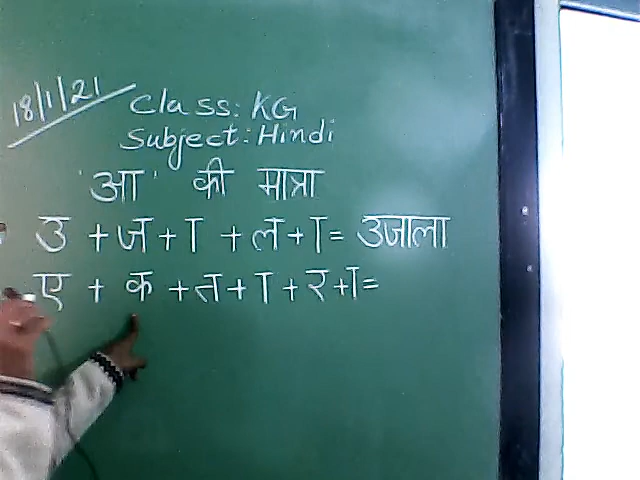 18/1/21
Class: KG
Subject: Hindi
'आ' की मात्रा
उ + ज + ा + ल + ा = उजाला
ए + क + त + ा + र + ा =